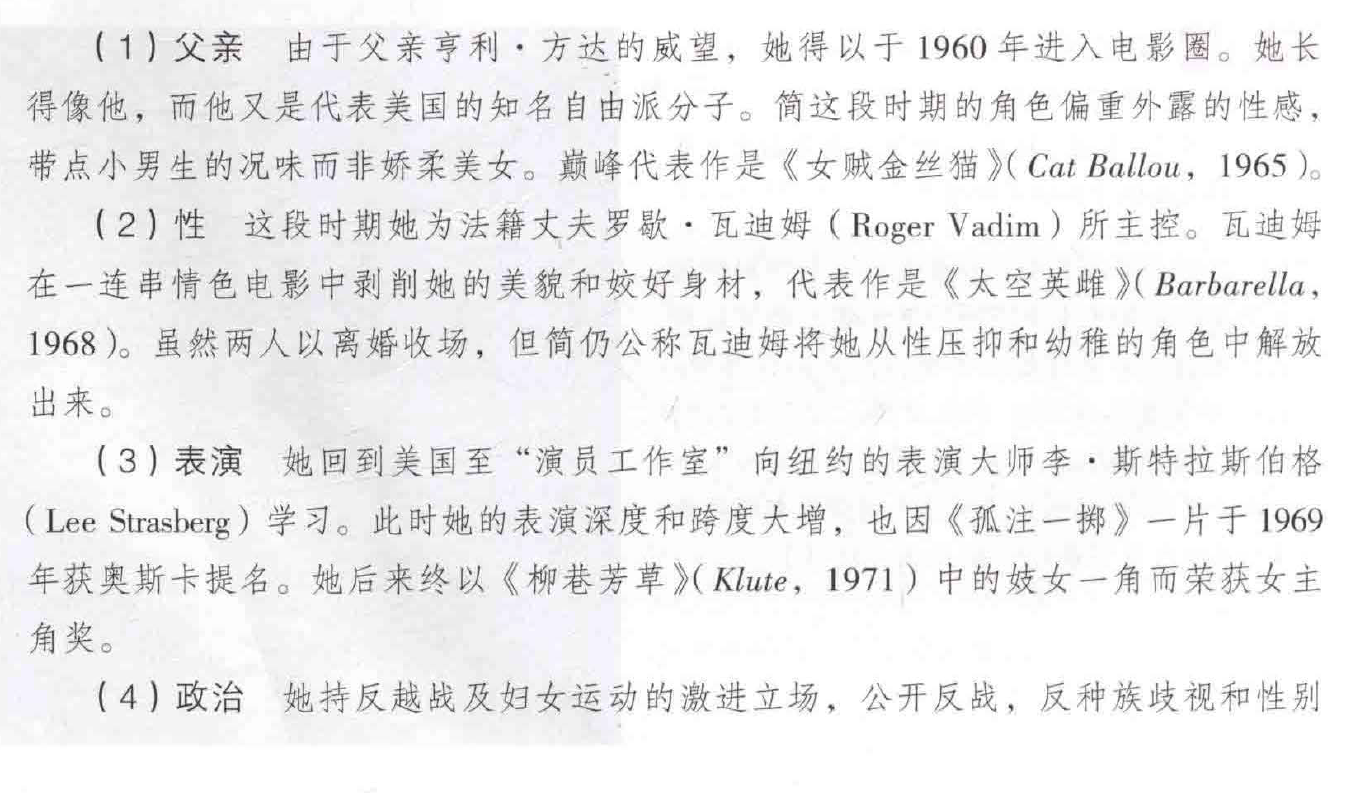 (1)父亲　由于父亲亨利·方达的威望，她得以于1960年进入电影圈。她长
得像他，而他又是代表美国的知名自由派分子。简这段时期的角色偏重外露的性感，
带点小男生的况味而非娇柔美女。巅峰代表作是《女贼金丝猫》(Cat Ballou，1965)。
(2)性　这段时期她为法籍丈夫罗歇·瓦迪姆(Roger Vadim)所主控。瓦迪姆
在一连串情色电影中剥削她的美貌和姣好身材，代表作是《太空英雌》(Barbarella，
1968)。虽然两人以离婚收场，但简仍公称瓦迪姆将她从性压抑和幼稚的角色中解放
出来。
(3)表演　她回到美国至“演员工作室”向纽约的表演大师李·斯特拉斯伯格
(Lee Strasberg)学习。此时她的表演深度和跨度大增，也因《孤注一掷》一片于1969
年获奥斯卡提名。她后来终以《柳巷芳草》(Klute，1971)中的妓女一角而荣获女主
角奖。
(4)政治　她持反越战及妇女运动的激进立场，公开反战，反种族歧视和性别